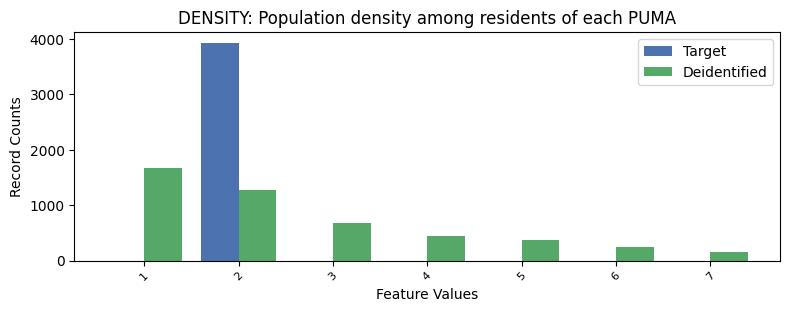 DENSITY: Population density among residents of each PUMA
Target
Deidentified
Record Counts
4000
3000
2000
1000
0
1 2 3 4 5 6 7
Feature Values